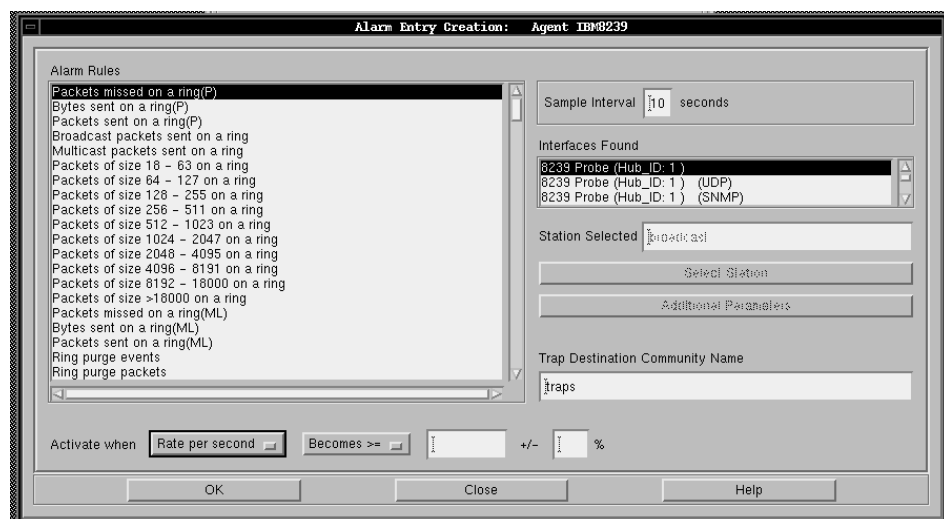 Alarm Entry Creation: Agent IBM8239
Alarm Rules
Packets missed on a ring(P)
Bytes sent on a ring(P)
Packets sent on a ring(P)
Broadcast packets sent on a ring
Multicast packets sent on a ring
Packets of size 18 - 63 on a ring
Packets of size 64 - 127 on a ring
Packets of size 128 - 255 on a ring
Packets of size 256 - 511 on a ring
Packets of size 512 - 1023 on a ring
Packets of size 1024 - 2047 on a ring
Packets of size 2048 - 4095 on a ring
Packets of size 4096 - 8191 on a ring
Packets of size 8192 - 18000 on a ring
Packets of size >18000 on a ring
Packets missed on a ring(ML)
Bytes sent on a ring(ML)
Packets sent on a ring(ML)
Ring purge events
Ring purge packets
Sample Interval 10 seconds
Interfaces Found
8239 Probe (Hub_ID: 1 )
8239 Probe (Hub_ID: 1 ) (UDP)
8239 Probe (Hub_ID: 1 ) (SNMP)
Station Selected broadcast
Select Station
Additional Parameters
Trap Destination Community Name
traps
Activate when Rate per second Becomes >= +/- %
OK Close Help